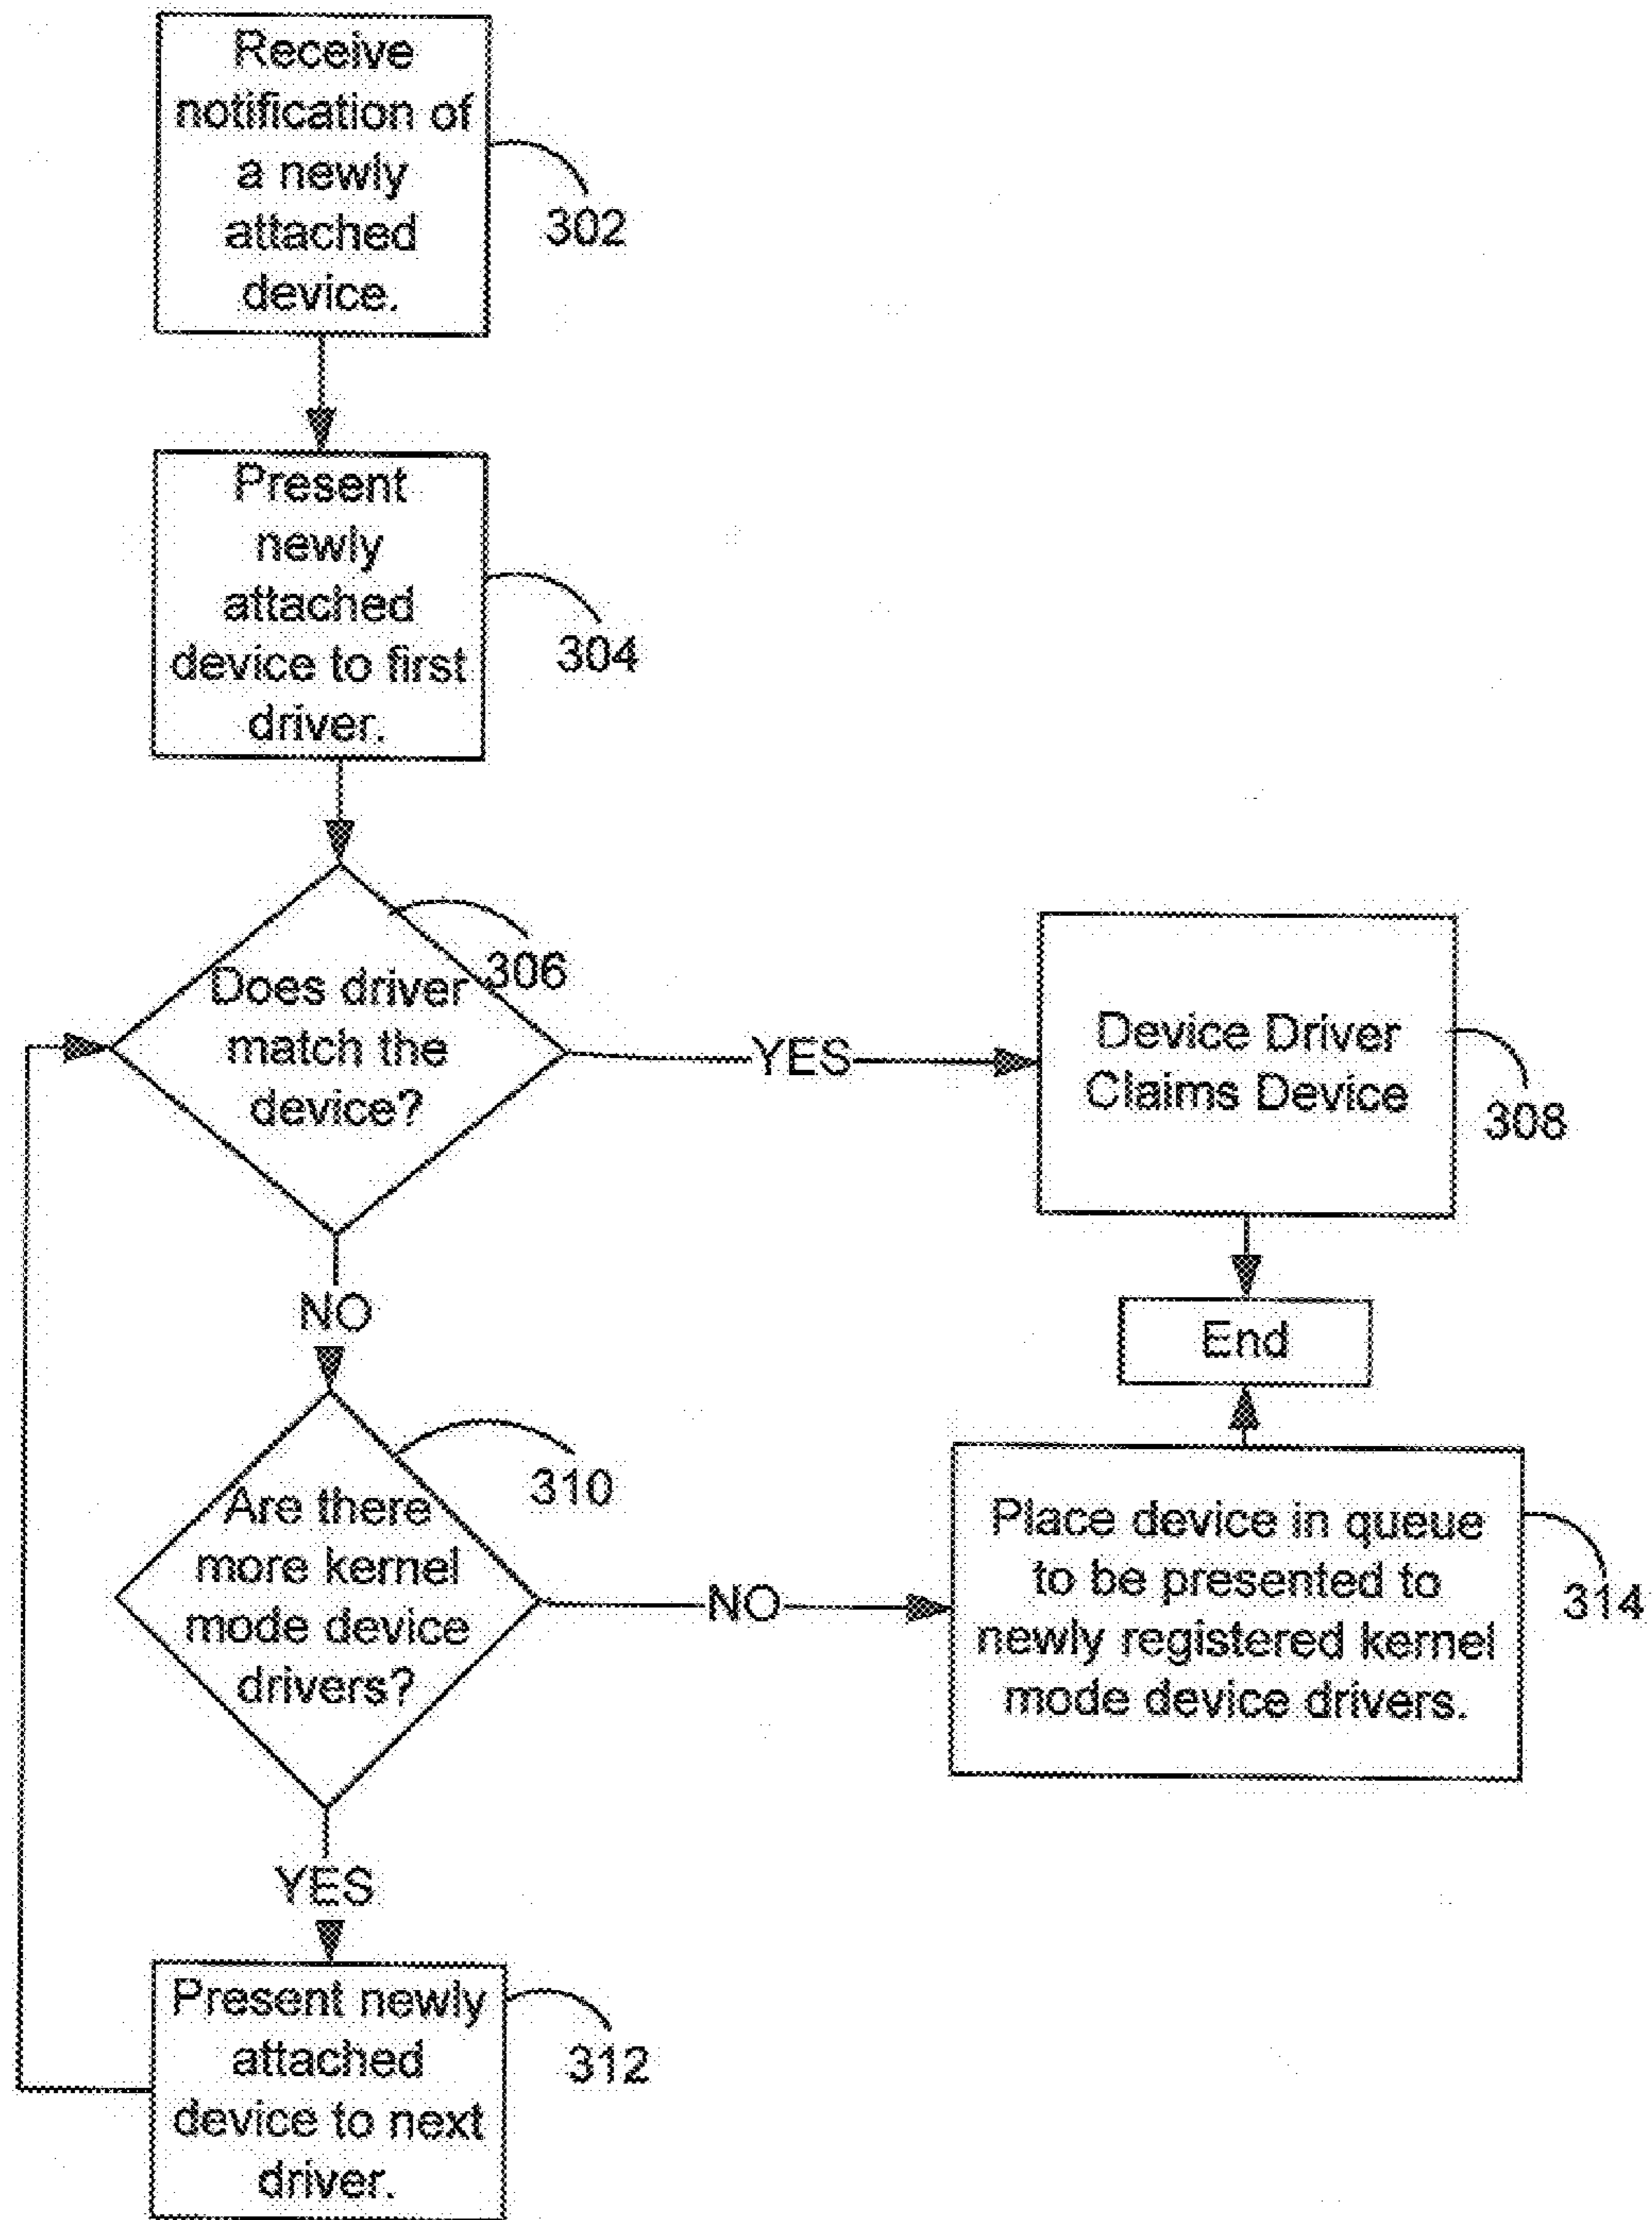 Receive
notification of
a newly
attached
device.
302
Present
newly
attached
device to first
driver.
304
306
Does driver
match the
device?
YES
Device Driver
Claims Device
308
NO
End
310
Are there
more kernel
mode device
drivers?
NO
Place device in queue
to be presented to
newly registered kernel
mode device drivers.
314
YES
Present newly
attached
device to next
driver.
312